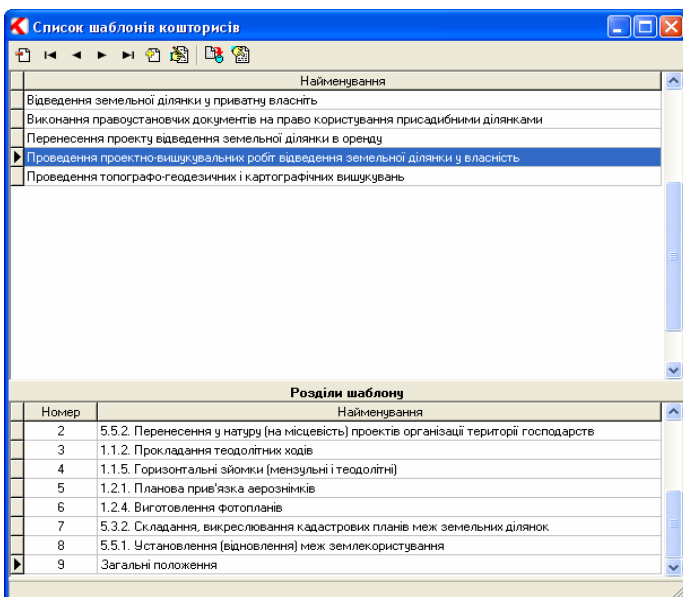 Список шаблонів кошторисів
Найменування
Відведення земельної ділянки у приватну власніть
Виконання правоустановчих документів на право користування присадибними ділянками
Перенесення проекту відведення земельної ділянки в оренду
Проведення проектно-вишукувальних робіт відведення земельної ділянки у власність
Проведення топографо-геодезичних і картографічних вишукувань
Розділи шаблону
Номер Найменування
2 5.5.2. Перенесення у натуру (на місцевість) проектів організації території господарств
3 1.1.2. Прокладання теодолітних ходів
4 1.1.5. Горизонтальні зйомки (мензульні і теодолітні)
5 1.2.1. Планова прив'язка аерознімків
6 1.2.4. Виготовлення фотопланів
7 5.3.2. Складання, викреслювання кадастрових планів меж земельних ділянок
8 5.5.1. Установлення (відновлення) меж землекористування
9 Загальні положення